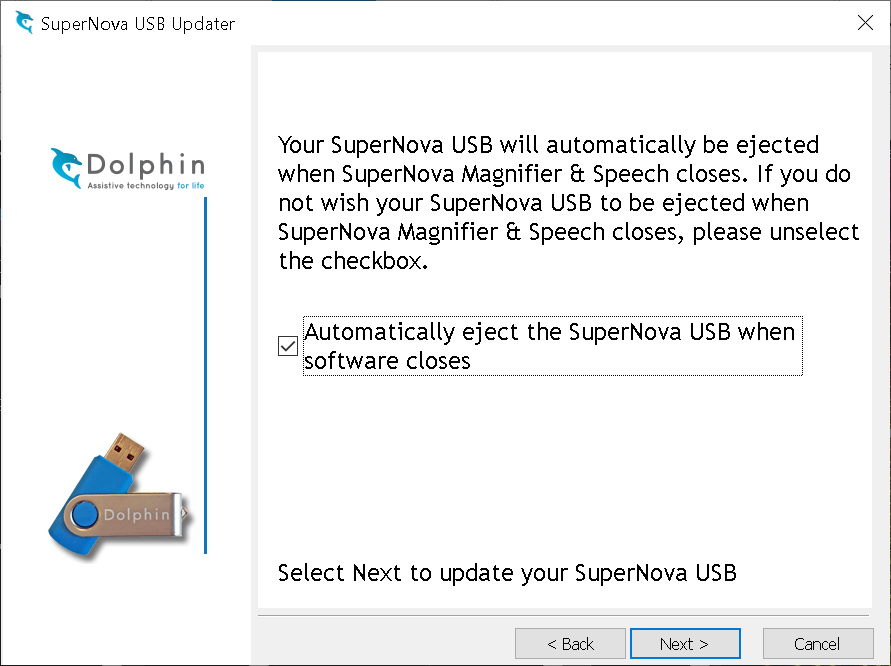 SuperNova USB Updater
Dolphin
Assistive technology for life
Your SuperNova USB will automatically be ejected
when SuperNova Magnifier & Speech closes. If you do
not wish your SuperNova USB to be ejected when
SuperNova Magnifier & Speech closes, please unselect
the checkbox.
Automatically eject the SuperNova USB when
software closes
Dolphin
Select Next to update your SuperNova USB
< Back
Next >
Cancel